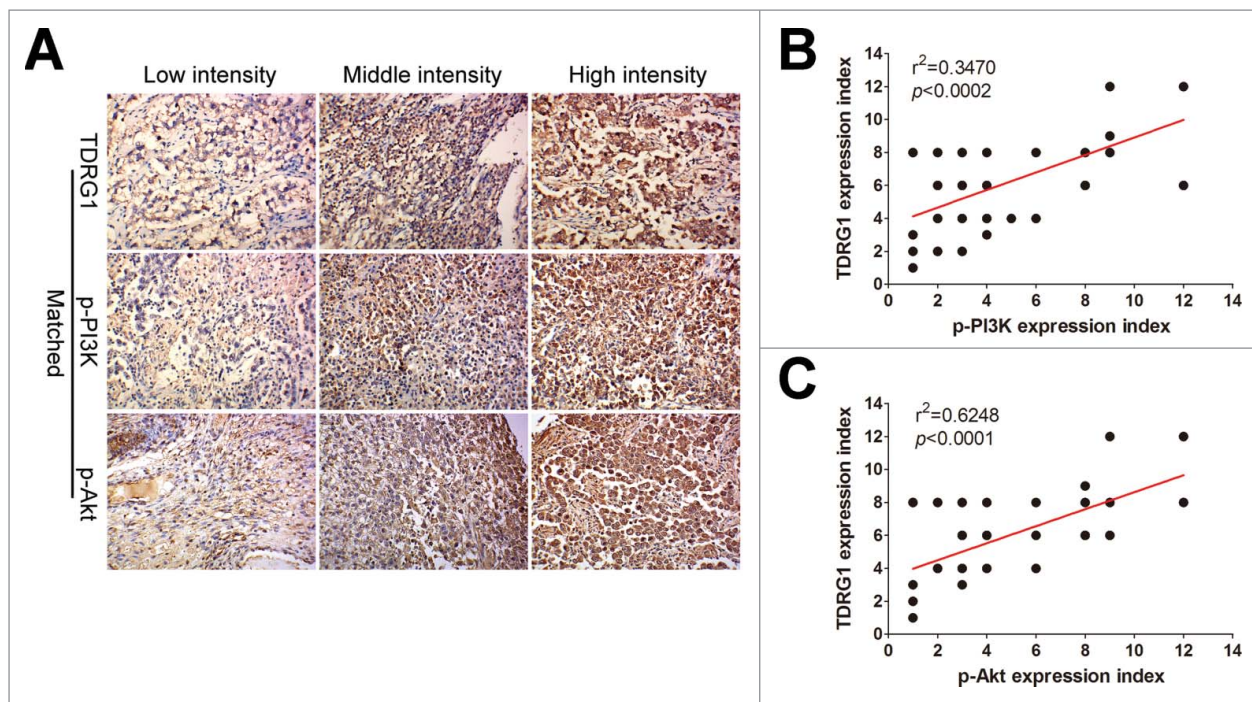 A
Low intensity
Middle intensity
High intensity
TDRG1
p-PI3K
p-Akt
Matched
B
r²=0.3470
p<0.0002
TDRG1 expression index
14
12
10
8
6
4
2
0
2
4
6
8
10
12
14
p-PI3K expression index
C
r²=0.6248
p<0.0001
TDRG1 expression index
14
12
10
8
6
4
2
0
0
2
4
6
8
10
12
14
p-Akt expression index